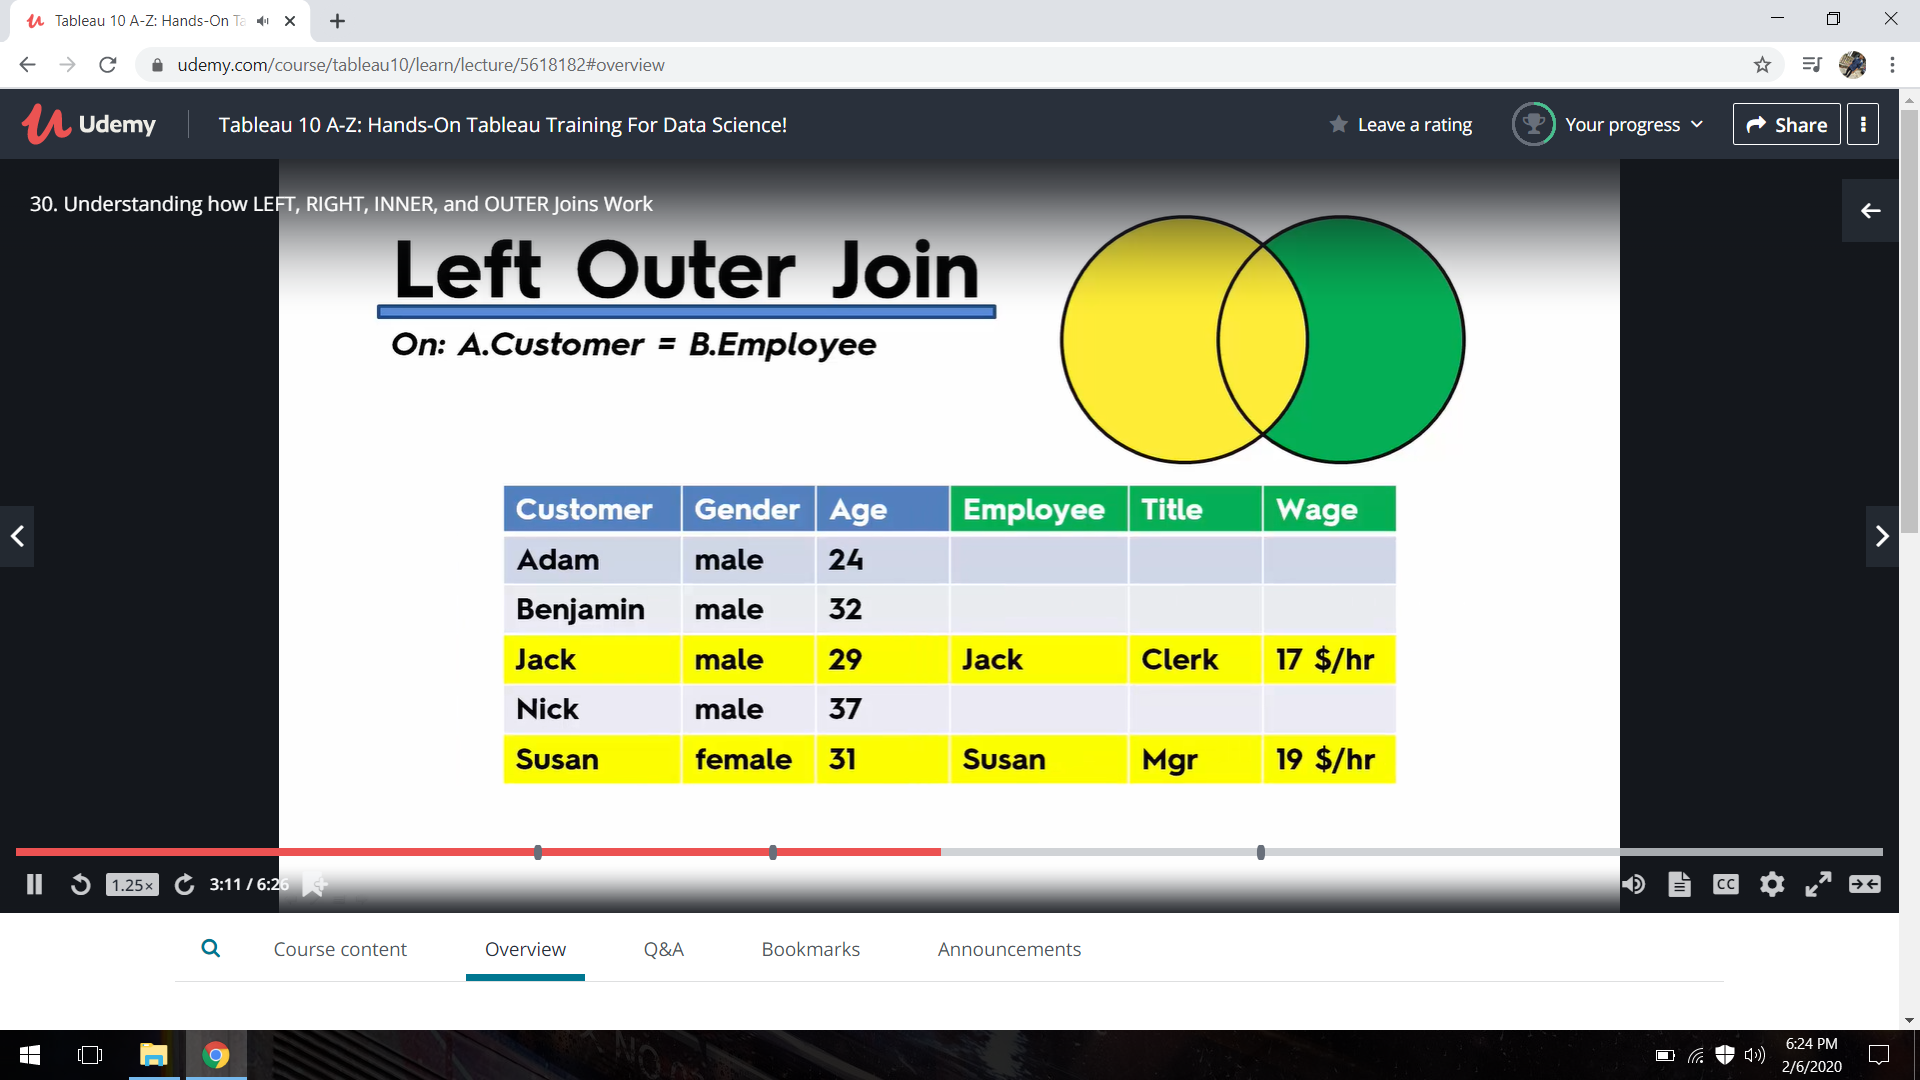 Tableau 10 A-Z: Hands-On Ta
udemy.com/course/tableau10/learn/lecture/5618182#overview
Udemy
Tableau 10 A-Z: Hands-On Tableau Training For Data Science!
Leave a rating
Your progress
Share
30. Understanding how LEFT, RIGHT, INNER, and OUTER Joins Work
Left Outer Join
On: A.Customer = B.Employee
Customer Gender Age Employee Title Wage
Adam male 24
Benjamin male 32
Jack male 29 Jack Clerk 17 $/hr
Nick male 37
Susan female 31 Susan Mgr 19 $/hr
1.25×
3:11 / 6:26
CC
Course content
Overview
Q&A
Bookmarks
Announcements
6:24 PM
2/6/2020